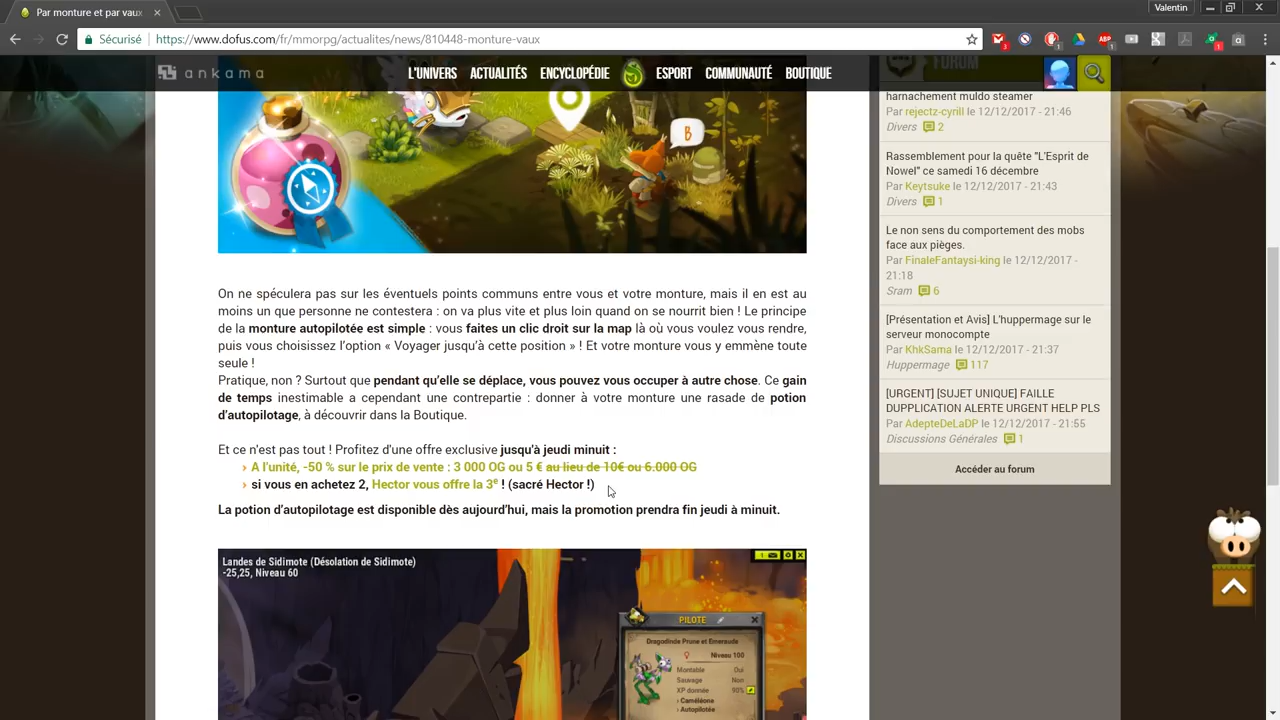 Par monture et par vaux
Valentin
Sécurisé
https://www.dofus.com/fr/mmorpg/actualites/news/810448-monture-vaux
ankama
L'UNIVERS ACTUALITÉS ENCYCLOPÉDIE ESPORT COMMUNAUTÉ BOUTIQUE
FORUM
B
On ne spéculera pas sur les éventuels points communs entre vous et votre monture, mais il en est au
moins un que personne ne contestera : on va plus vite et plus loin quand on se nourrit bien ! Le principe
de la monture autopilotée est simple : vous faites un clic droit sur la map là où vous voulez vous rendre,
puis vous choisissez l'option « Voyager jusqu'à cette position » ! Et votre monture vous y emmène toute
seule !
Pratique, non ? Surtout que pendant qu'elle se déplace, vous pouvez vous occuper à autre chose. Ce gain
de temps inestimable a cependant une contrepartie : donner à votre monture une rasade de potion
d'autopilotage, à découvrir dans la Boutique.
Et ce n'est pas tout ! Profitez d'une offre exclusive jusqu'à jeudi minuit :
› A l'unité, -50 % sur le prix de vente : 3 000 OG ou 5 € au lieu de 10€ ou 6.000 OG
› si vous en achetez 2, Hector vous offre la 3e ! (sacré Hector !)
La potion d'autopilotage est disponible dès aujourd'hui, mais la promotion prendra fin jeudi à minuit.
Landes de Sidimote (Désolation de Sidimote)
-25,25, Niveau 60
1
PILOTE
Dragodinde Prune et Emeraude
Niveau 100
Montable Oui
Sauvage Non
XP donnée 90%
› Caméléone
› Autopilotée
harnachement muldo steamer
Par rejectz-cyrill le 12/12/2017 - 21:46
Divers 2
Rassemblement pour la quête "L'Esprit de
Nowel" ce samedi 16 décembre
Par Keytsuke le 12/12/2017 - 21:43
Divers 1
Le non sens du comportement des mobs
face aux pièges.
Par FinaleFantaysi-king le 12/12/2017 -
21:18
Sram 6
[Présentation et Avis] L'huppermage sur le
serveur monocompte
Par KhkSama le 12/12/2017 - 21:37
Huppermage 117
[URGENT] [SUJET UNIQUE] FAILLE
DUPPLICATION ALERTE URGENT HELP PLS
Par AdepteDeLaDP le 12/12/2017 - 21:55
Discussions Générales 1
Accéder au forum